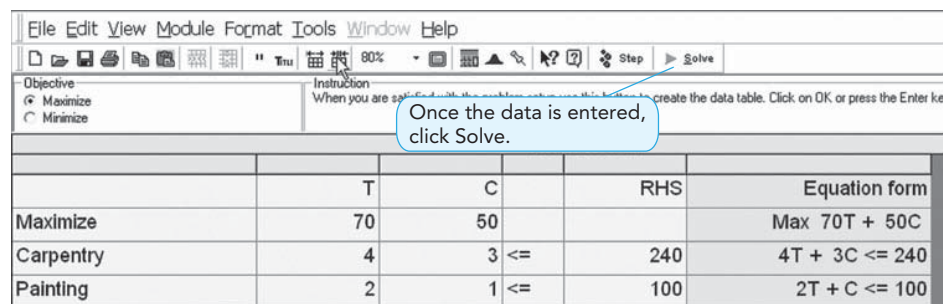 File Edit View Module Format Tools Window Help
80% Step Solve
Objective
Maximize
Minimize
Instruction
When you are satisfied with the problem setup use this button to create the data table. Click on OK or press the Enter ke
Once the data is entered,
click Solve.
T C RHS Equation form
Maximize 70 50 Max 70T + 50C
Carpentry 4 3 <= 240 4T + 3C <= 240
Painting 2 1 <= 100 2T + C <= 100